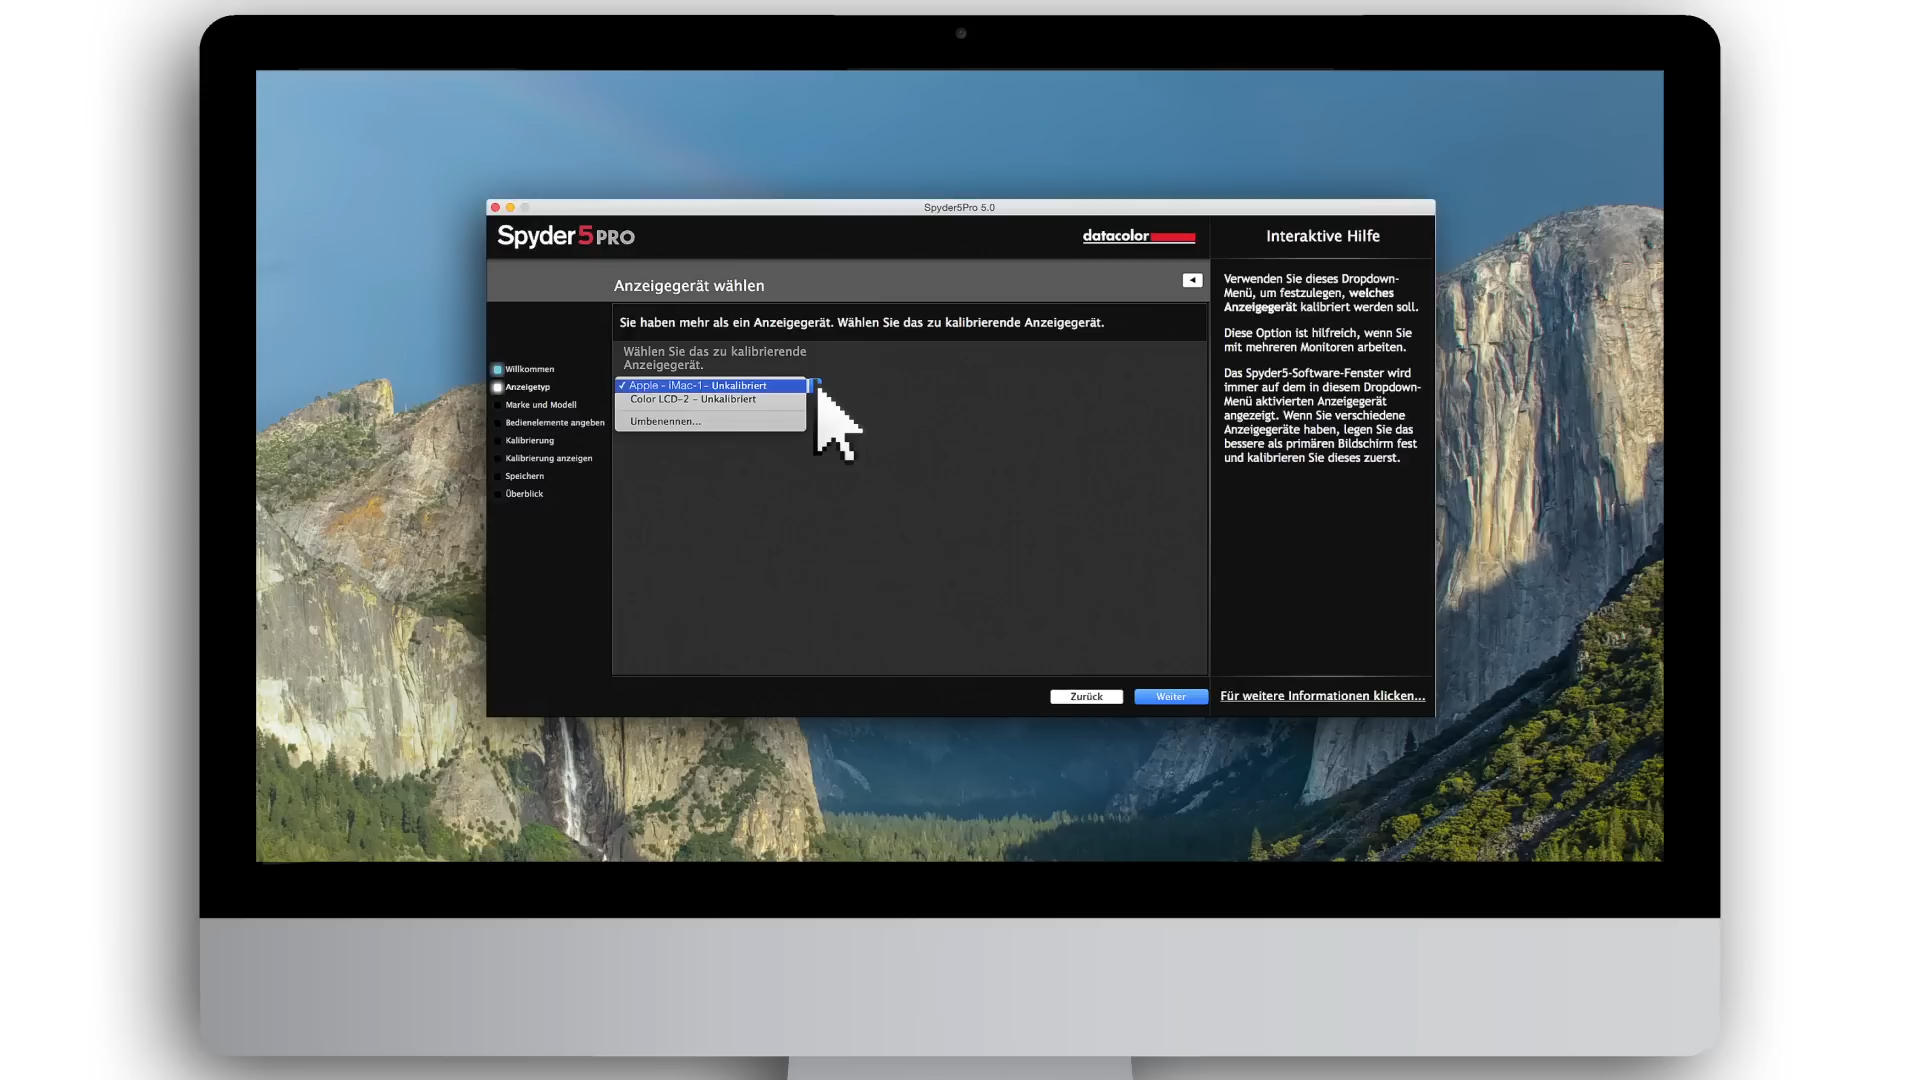 Spyder5Pro 5.0
Spyder5PRO
datacolor
Interaktive Hilfe
Anzeigegerät wählen
Sie haben mehr als ein Anzeigegerät. Wählen Sie das zu kalibrierende Anzeigegerät.
Wählen Sie das zu kalibrierende
Anzeigegerät.
✓ Apple - iMac-1- Unkalibriert
Color LCD-2 - Unkalibriert
Umbenennen...
Willkommen
Anzeigetyp
Marke und Modell
Bedienelemente angeben
Kalibrierung
Kalibrierung anzeigen
Speichern
Überblick
Verwenden Sie dieses Dropdown-
Menü, um festzulegen, welches
Anzeigegerät kalibriert werden soll.
Diese Option ist hilfreich, wenn Sie
mit mehreren Monitoren arbeiten.
Das Spyder5-Software-Fenster wird
immer auf dem in diesem Dropdown-
Menü aktivierten Anzeigegerät
angezeigt. Wenn Sie verschiedene
Anzeigegeräte haben, legen Sie das
bessere als primären Bildschirm fest
und kalibrieren Sie dieses zuerst.
Zurück
Weiter
Für weitere Informationen klicken...